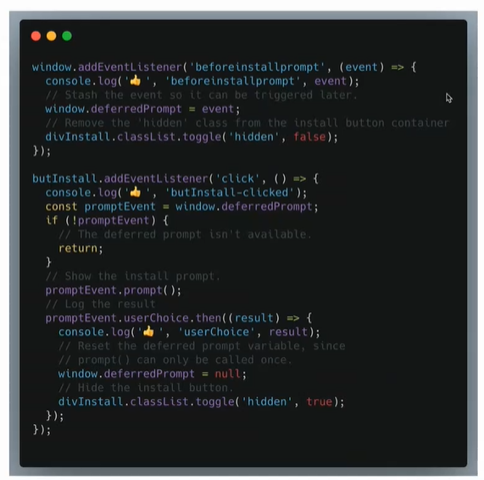 window.addEventListener('beforeinstallprompt', (event) => {
  console.log('👍', 'beforeinstallprompt', event);
  // Stash the event so it can be triggered later.
  window.deferredPrompt = event;
  // Remove the 'hidden' class from the install button container
  divInstall.classList.toggle('hidden', false);
});

butInstall.addEventListener('click', () => {
  console.log('👍', 'butInstall-clicked');
  const promptEvent = window.deferredPrompt;
  if (!promptEvent) {
    // The deferred prompt isn't available.
    return;
  }
  // Show the install prompt.
  promptEvent.prompt();
  // Log the result
  promptEvent.userChoice.then((result) => {
    console.log('👍', 'userChoice', result);
    // Reset the deferred prompt variable, since
    // prompt() can only be called once.
    window.deferredPrompt = null;
    // Hide the install button.
    divInstall.classList.toggle('hidden', true);
  });
});